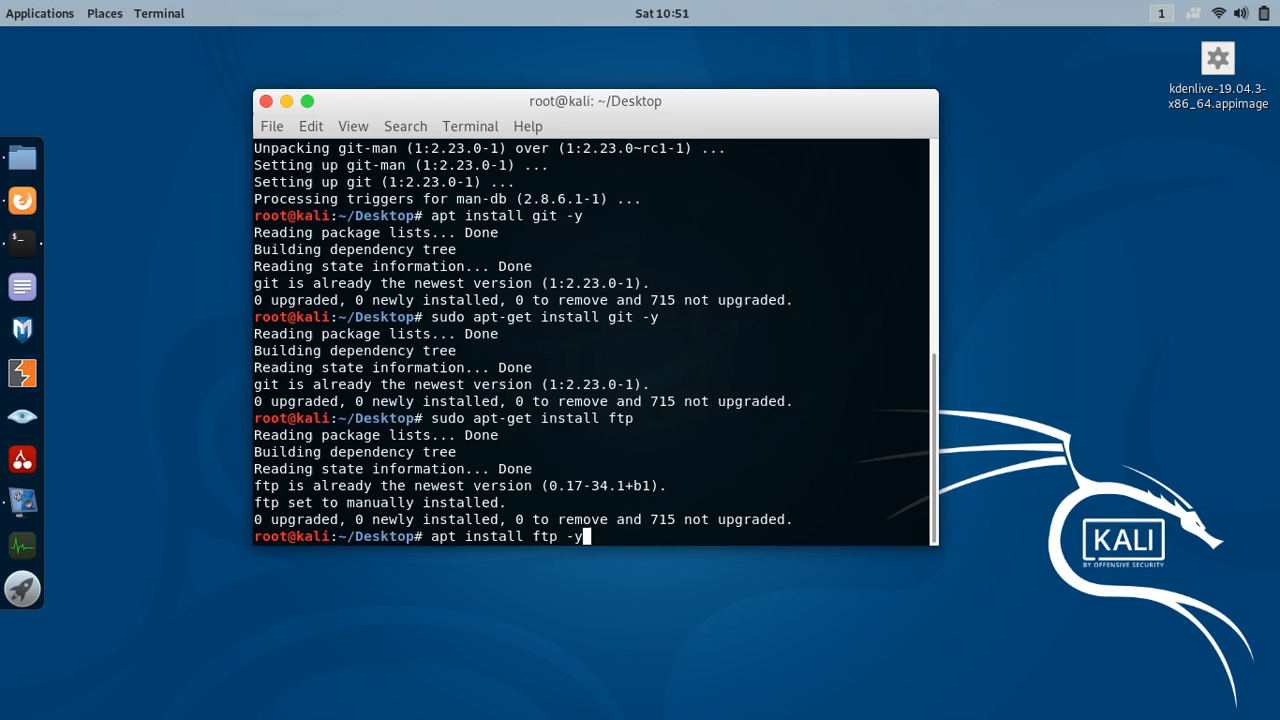 Applications Places Terminal Sat 10:51 1
kdenlive-19.04.3-
x86_64.appimage
root@kali: ~/Desktop
File Edit View Search Terminal Help
Unpacking git-man (1:2.23.0-1) over (1:2.23.0~rc1-1) ...
Setting up git-man (1:2.23.0-1) ...
Setting up git (1:2.23.0-1) ...
Processing triggers for man-db (2.8.6.1-1) ...
root@kali:~/Desktop# apt install git -y
Reading package lists... Done
Building dependency tree
Reading state information... Done
git is already the newest version (1:2.23.0-1).
0 upgraded, 0 newly installed, 0 to remove and 715 not upgraded.
root@kali:~/Desktop# sudo apt-get install git -y
Reading package lists... Done
Building dependency tree
Reading state information... Done
git is already the newest version (1:2.23.0-1).
0 upgraded, 0 newly installed, 0 to remove and 715 not upgraded.
root@kali:~/Desktop# sudo apt-get install ftp
Reading package lists... Done
Building dependency tree
Reading state information... Done
ftp is already the newest version (0.17-34.1+b1).
ftp set to manually installed.
0 upgraded, 0 newly installed, 0 to remove and 715 not upgraded.
root@kali:~/Desktop# apt install ftp -y
KALI
BY OFFENSIVE SECURITY